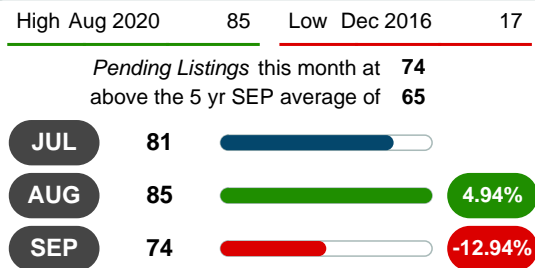 High Aug 2020 85 Low Dec 2016 17
Pending Listings this month at 74
above the 5 yr SEP average of 65
JUL 81
AUG 85 4.94%
SEP 74 -12.94%